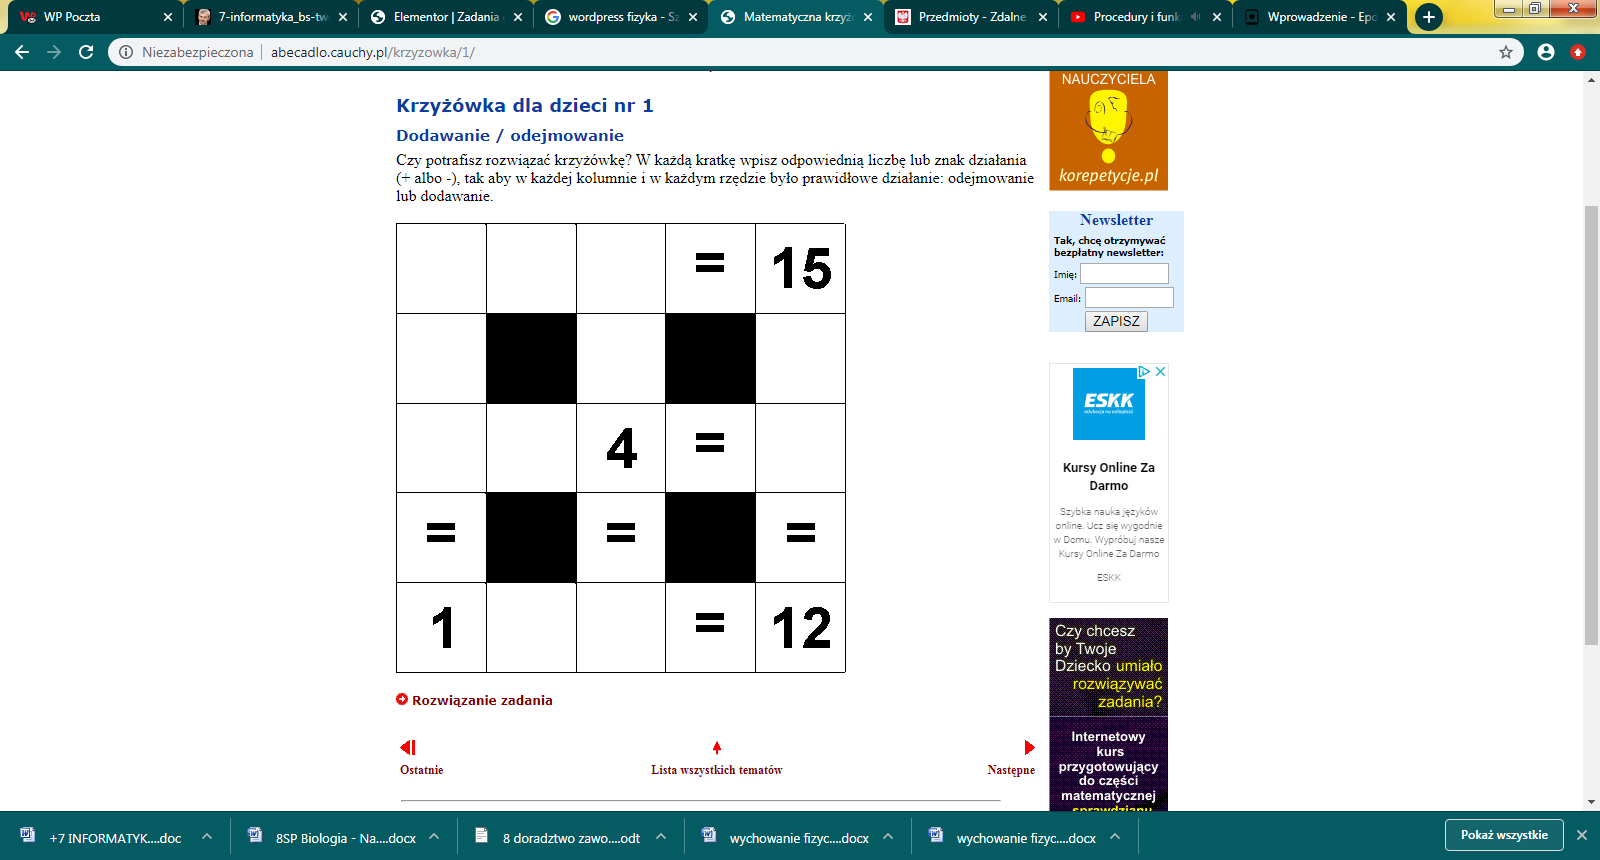 WP Poczta
7-informatyka_bs-tw
Elementor | Zadania
wordpress fizyka - S
Matematyczna krzyż
Przedmioty - Zdalne
Procedury i funk
Wprowadzenie - Epo
Niezabezpieczona
abecadlo.cauchy.pl/krzyzowka/1/
Krzyżówka dla dzieci nr 1
Dodawanie / odejmowanie
Czy potrafisz rozwiązać krzyżówkę? W każdą kratkę wpisz odpowiednią liczbę lub znak działania
(+ albo -), tak aby w każdej kolumnie i w każdym rzędzie było prawidłowe działanie: odejmowanie
lub dodawanie.
= 15
4 =
= = =
1 = 12
Rozwiązanie zadania
Ostatnie
Lista wszystkich tematów
Następne
NAUCZYCIELA
korepetycje.pl
Newsletter
Tak, chcę otrzymywać
bezpłatny newsletter:
Imię:
Email:
ZAPISZ
ESKK
edukacja na odległość
Kursy Online Za
Darmo
Szybka nauka języków
online. Ucz się wygodnie
w Domu. Wypróbuj nasze
Kursy Online Za Darmo
ESKK
Czy chcesz
by Twoje
Dziecko umiało
rozwiązywać
zadania?
Internetowy
kurs
przygotowujący
do części
matematycznej
sprawdzianu
+7 INFORMATYK....doc
8SP Biologia - Na....docx
8 doradztwo zawo....odt
wychowanie fizyc....docx
wychowanie fizyc....docx
Pokaż wszystkie